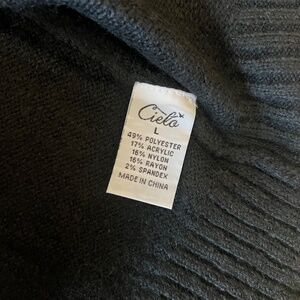 Cielo
L
49% POLYESTER
17% ACRYLIC
16% NYLON
16% RAYON
2% SPANDEX
MADE IN CHINA